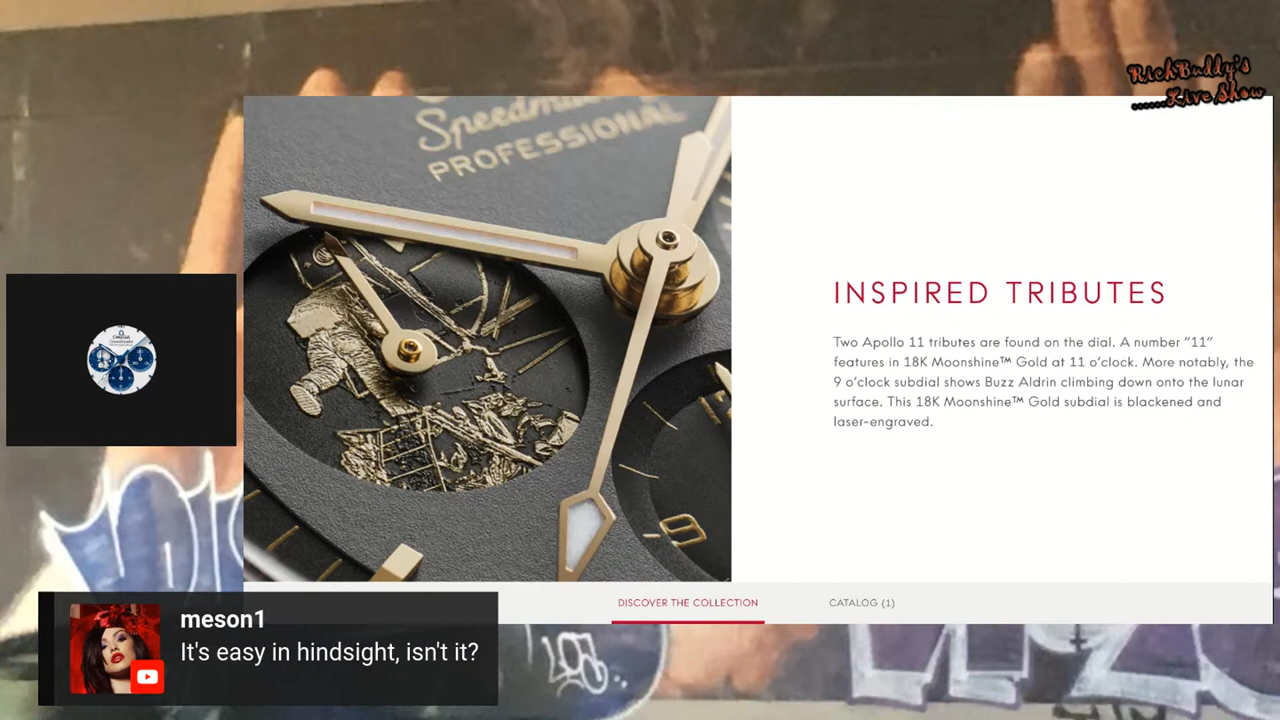 RichBuddy's
......Live Show
PROFESSIONAL
INSPIRED TRIBUTES
Two Apollo 11 tributes are found on the dial. A number “11”
features in 18K Moonshine™ Gold at 11 o’clock. More notably, the
9 o’clock subdial shows Buzz Aldrin climbing down onto the lunar
surface. This 18K Moonshine™ Gold subdial is blackened and
laser-engraved.
DISCOVER THE COLLECTION
CATALOG (1)
meson1
It's easy in hindsight, isn't it?